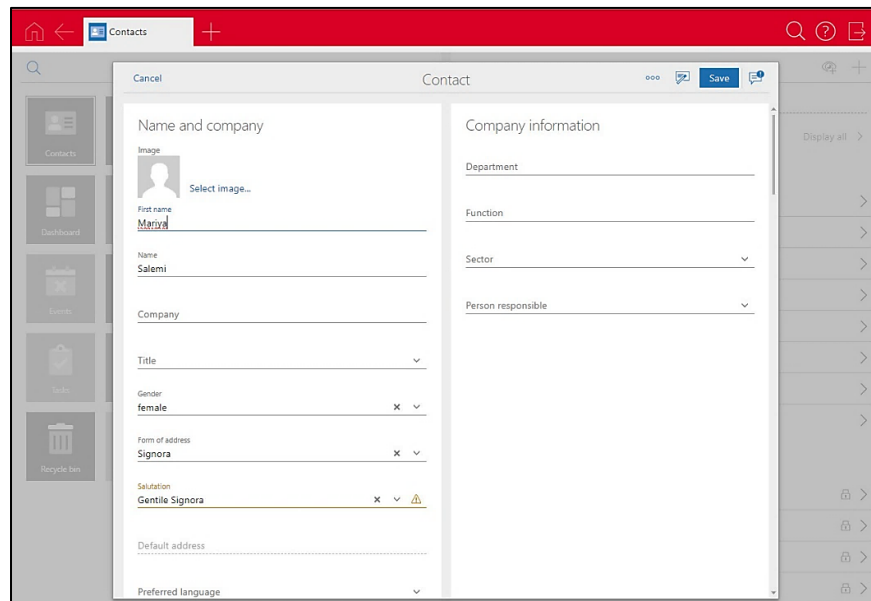 Contacts
Cancel
Contact
Save
Name and company
Image
Select image...
First name
Mariya
Name
Salemi
Company
Title
Gender
female
Form of address
Signora
Salutation
Gentile Signora
Default address
Preferred language
Company information
Department
Function
Sector
Person responsible
Contacts
Dashboard
Events
Tasks
Recycle bin
Display all